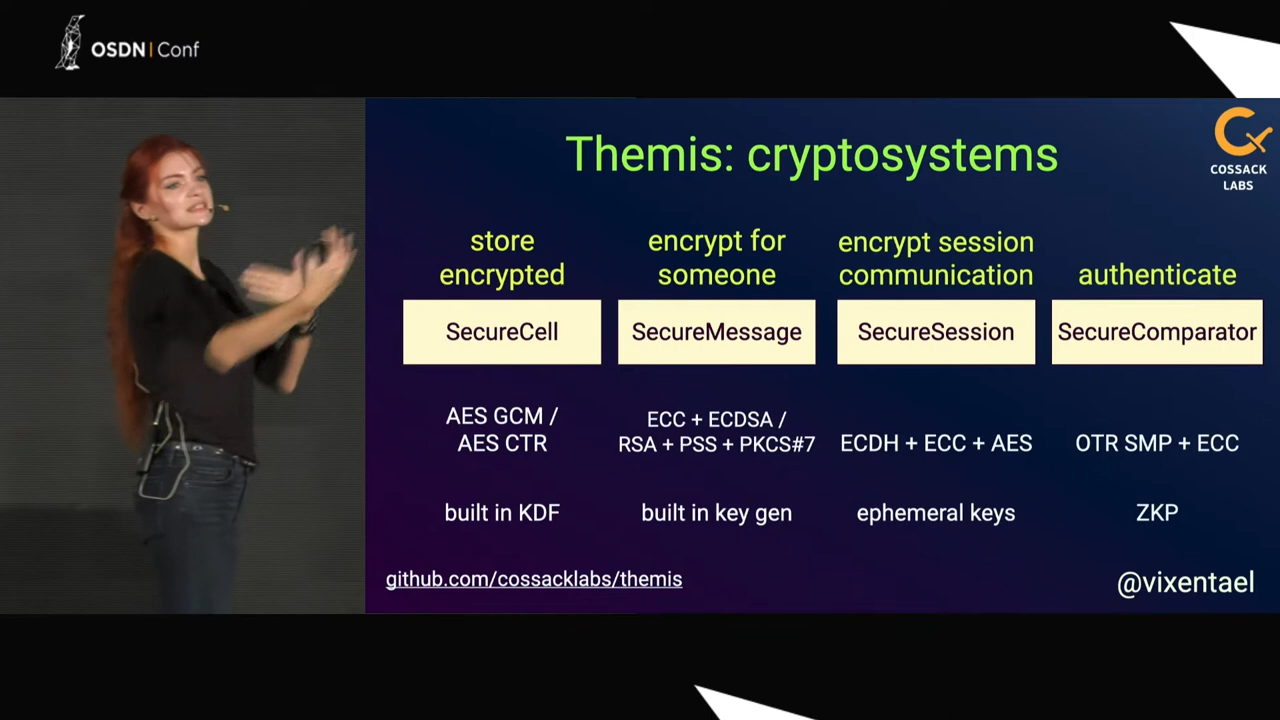 OSDN | Conf
Themis: cryptosystems
COSSACK
LABS
store
encrypted
encrypt for
someone
encrypt session
communication
authenticate
SecureCell
SecureMessage
SecureSession
SecureComparator
AES GCM /
AES CTR
ECC + ECDSA /
RSA + PSS + PKCS#7
ECDH + ECC + AES
OTR SMP + ECC
built in KDF
built in key gen
ephemeral keys
ZKP
github.com/cossacklabs/themis
@vixentael